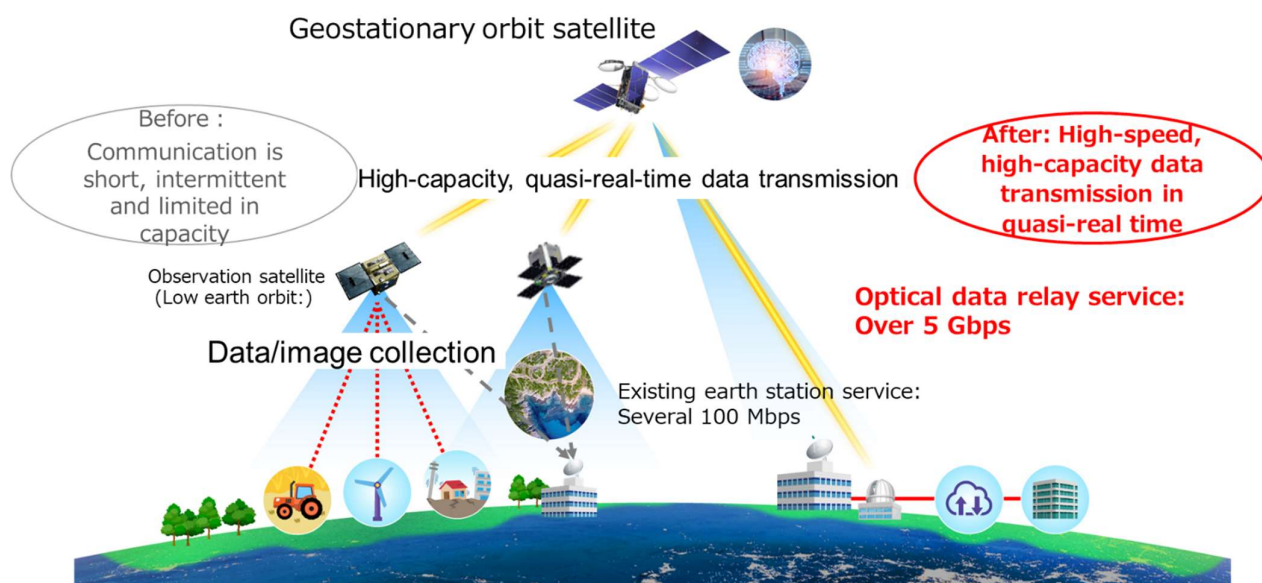 Geostationary orbit satellite
Before :
Communication is
short, intermittent
and limited in
capacity
High-capacity, quasi-real-time data transmission
After: High-speed,
high-capacity data
transmission in
quasi-real time
Observation satellite
(Low earth orbit:)
Optical data relay service:
Over 5 Gbps
Data/image collection
Existing earth station service:
Several 100 Mbps